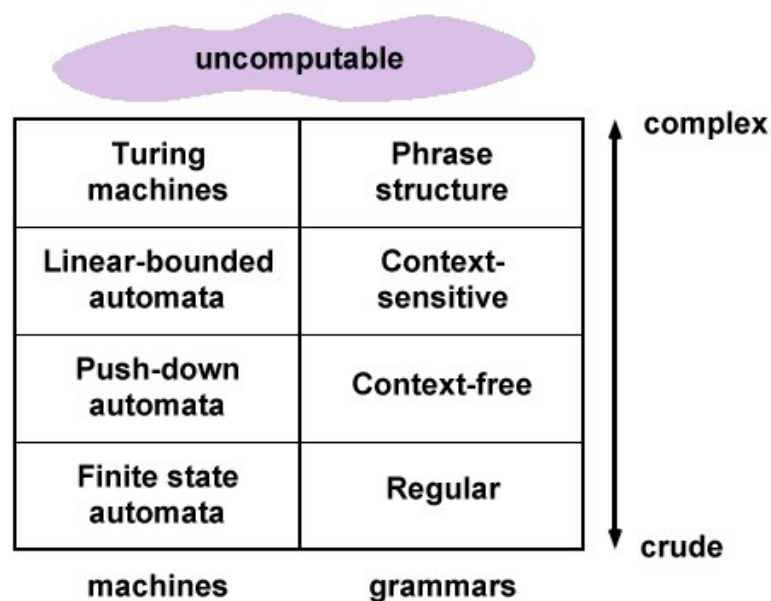 uncomputable
complex
Turing
machines
Phrase
structure
Linear-bounded
automata
Context-
sensitive
Push-down
automata
Context-free
Finite state
automata
Regular
crude
machines
grammars